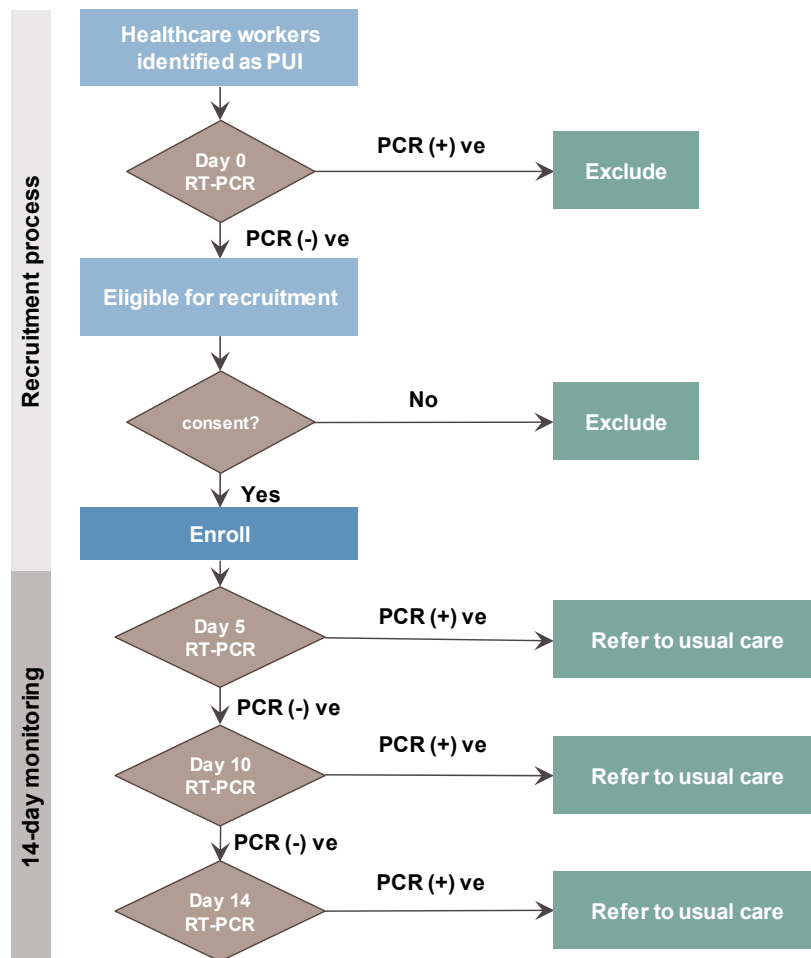 Recruitment process
Healthcare workers
identified as PUI
Day 0
RT-PCR
PCR (+) ve
Exclude
PCR (-) ve
Eligible for recruitment
consent?
No
Exclude
Yes
Enroll
14-day monitoring
Day 5
RT-PCR
PCR (+) ve
Refer to usual care
PCR (-) ve
Day 10
RT-PCR
PCR (+) ve
Refer to usual care
PCR (-) ve
Day 14
RT-PCR
PCR (+) ve
Refer to usual care